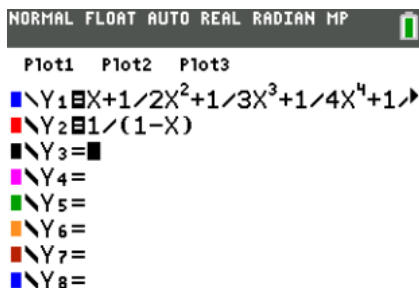 NORMAL FLOAT AUTO REAL RADIAN MP
Plot1 Plot2 Plot3
\Y₁=X+1/2X²+1/3X³+1/4X⁴+1/
\Y₂=1/(1-X)
\Y₃=
\Y₄=
\Y₅=
\Y₆=
\Y₇=
\Y₈=